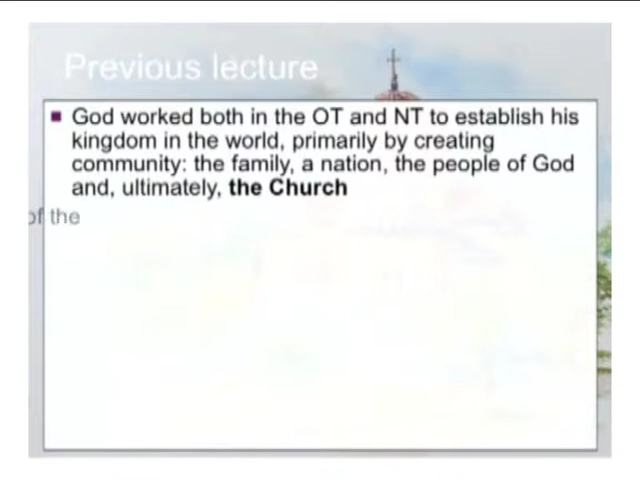 Previous lecture
God worked both in the OT and NT to establish his
kingdom in the world, primarily by creating
community: the family, a nation, the people of God
and, ultimately, the Church
of the